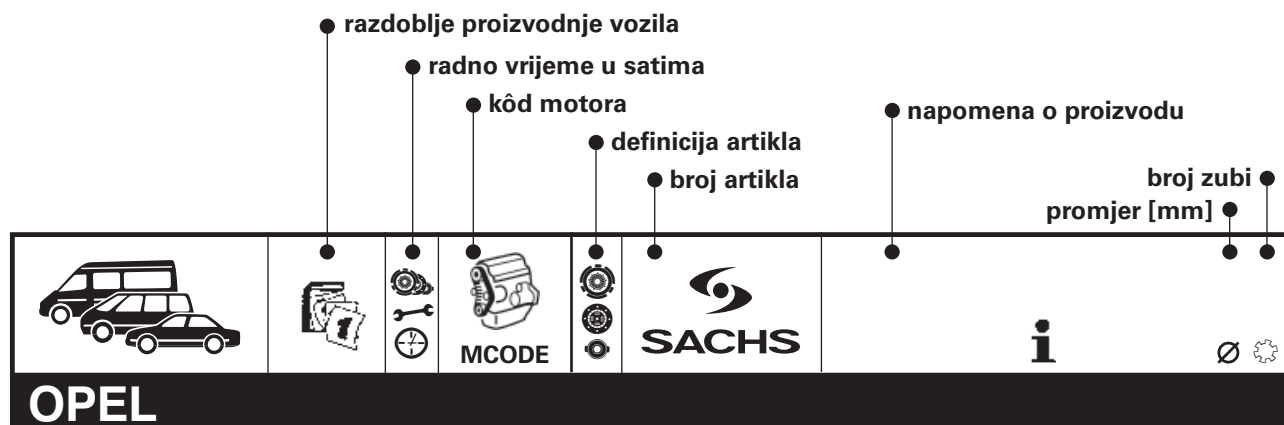 razdoblje proizvodnje vozila
radno vrijeme u satima
kôd motora
napomena o proizvodu
definicija artikla
broj artikla
broj zubi
promjer [mm]
1
MCODE
SACHS
i
Ø
OPEL